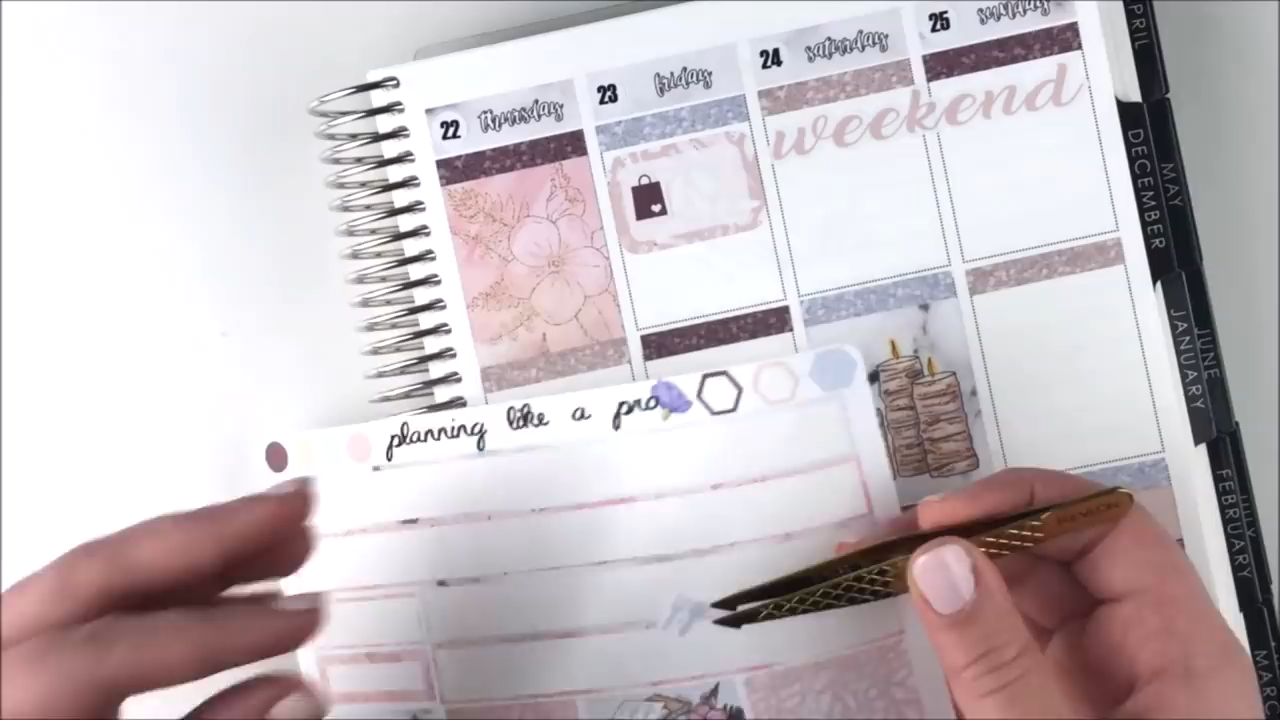 22 thursday
23 friday
24 saturday
25 sunday
weekend
planning like a pro
REVLON
APRIL
MAY
DECEMBER
JUNE
JANUARY
JULY
FEBRUARY
MARC